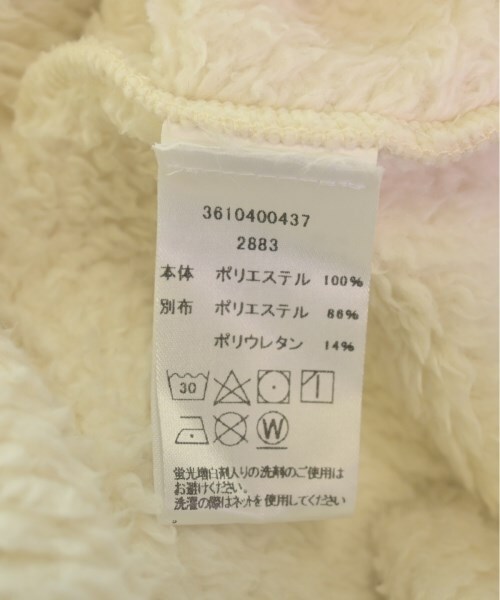 3610400437
2883
本体 ポリエステル 100%
別布 ポリエステル 86%
ポリウレタン 14%
30
W
蛍光増白剤入りの洗剤のご使用は
お避けください。
洗濯の際はネットを使用してください